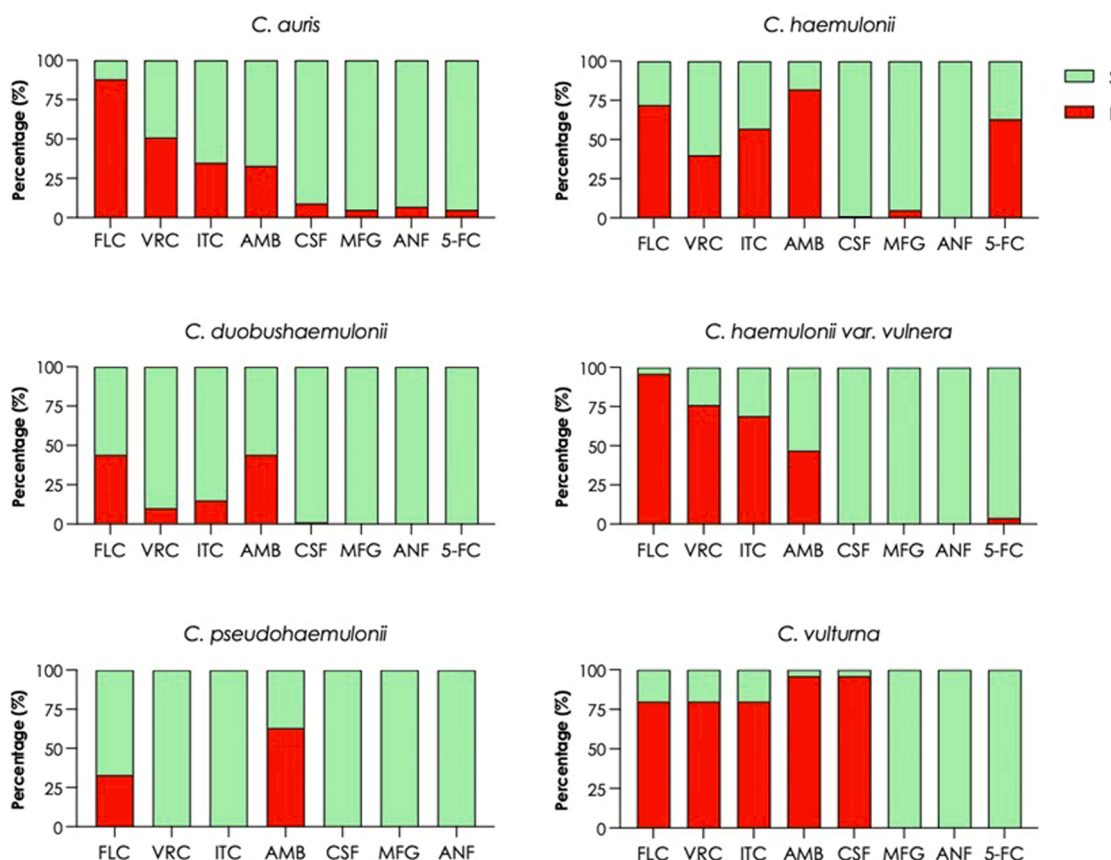 C. auris
Percentage (%)
100
75
50
25
0
FLC VRC ITC AMB CSF MFG ANF 5-FC
C. haemulonii
Percentage (%)
100
75
50
25
0
FLC VRC ITC AMB CSF MFG ANF 5-FC
C. duobushaemulonii
Percentage (%)
100
75
50
25
0
FLC VRC ITC AMB CSF MFG ANF 5-FC
C. haemulonii var. vulnera
Percentage (%)
100
75
50
25
0
FLC VRC ITC AMB CSF MFG ANF 5-FC
C. pseudohaemulonii
Percentage (%)
100
75
50
25
0
FLC VRC ITC AMB CSF MFG ANF
C. vulturna
Percentage (%)
100
75
50
25
0
FLC VRC ITC AMB CSF MFG ANF 5-FC